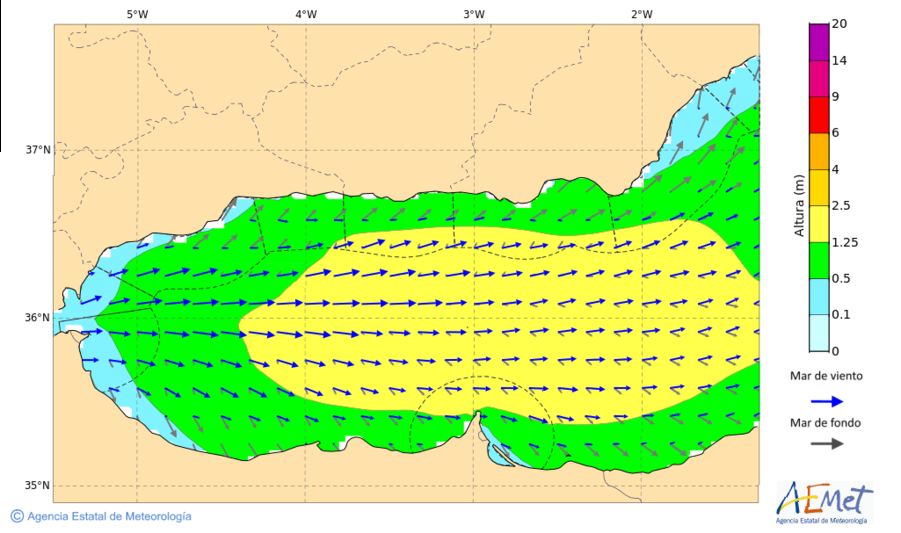 5°W 4°W 3°W 2°W
37°N
36°N
35°N
Altura (m)
20
14
9
6
4
2.5
1.25
0.5
0.1
0
Mar de viento
Mar de fondo
AEMet
Agencia Estatal de Meteorología
© Agencia Estatal de Meteorología